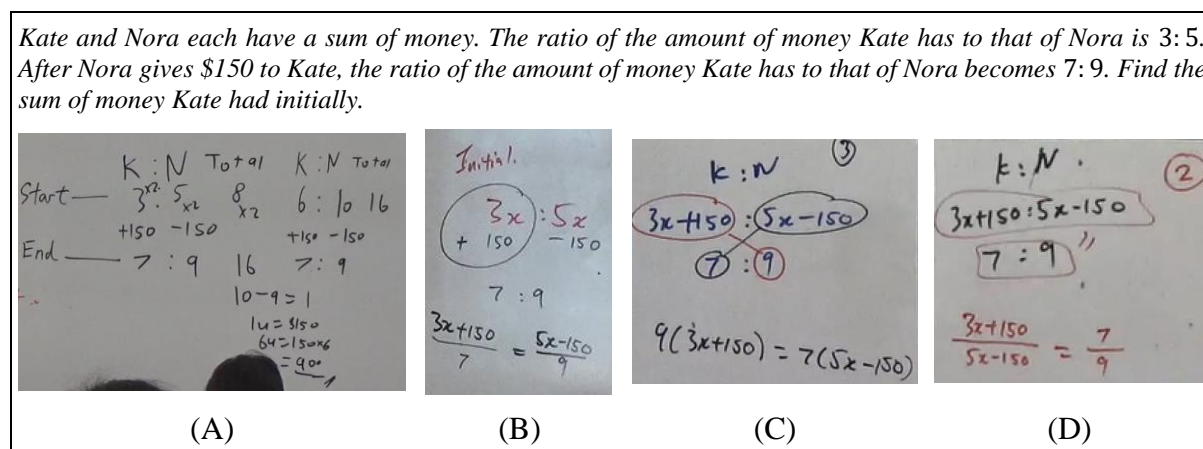 Kate and Nora each have a sum of money. The ratio of the amount of money Kate has to that of Nora is 3:5.
After Nora gives $150 to Kate, the ratio of the amount of money Kate has to that of Nora becomes 7:9. Find the
sum of money Kate had initially.
K : N Total K : N Total
Start — 3 ×2 : 5 ×2 8 ×2 6 : 10 16
+150 -150 +150 -150
End — 7 : 9 16 7 : 9
10-9 = 1
1u = $150
6u = 150×6
= 900
(A)
Initial.
3x : 5x
+ 150 - 150
7 : 9
3x+150 / 7 = 5x-150 / 9
(B)
③
K : N
3x+150 : 5x-150
7 : 9
9(3x+150) = 7(5x-150)
(C)
②
K : N .
3x+150 : 5x-150
7 : 9 "
3x+150 / 5x-150 = 7 / 9
(D)